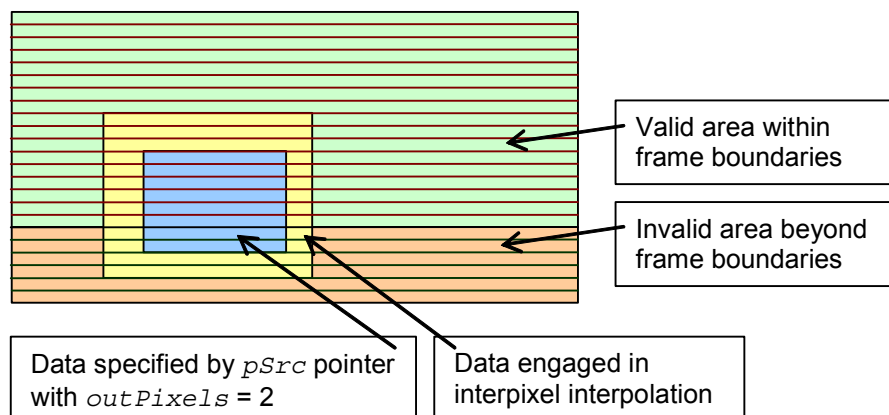 Valid area within
frame boundaries
Invalid area beyond
frame boundaries
Data specified by pSrc pointer
with outPixels = 2
Data engaged in
interpixel interpolation